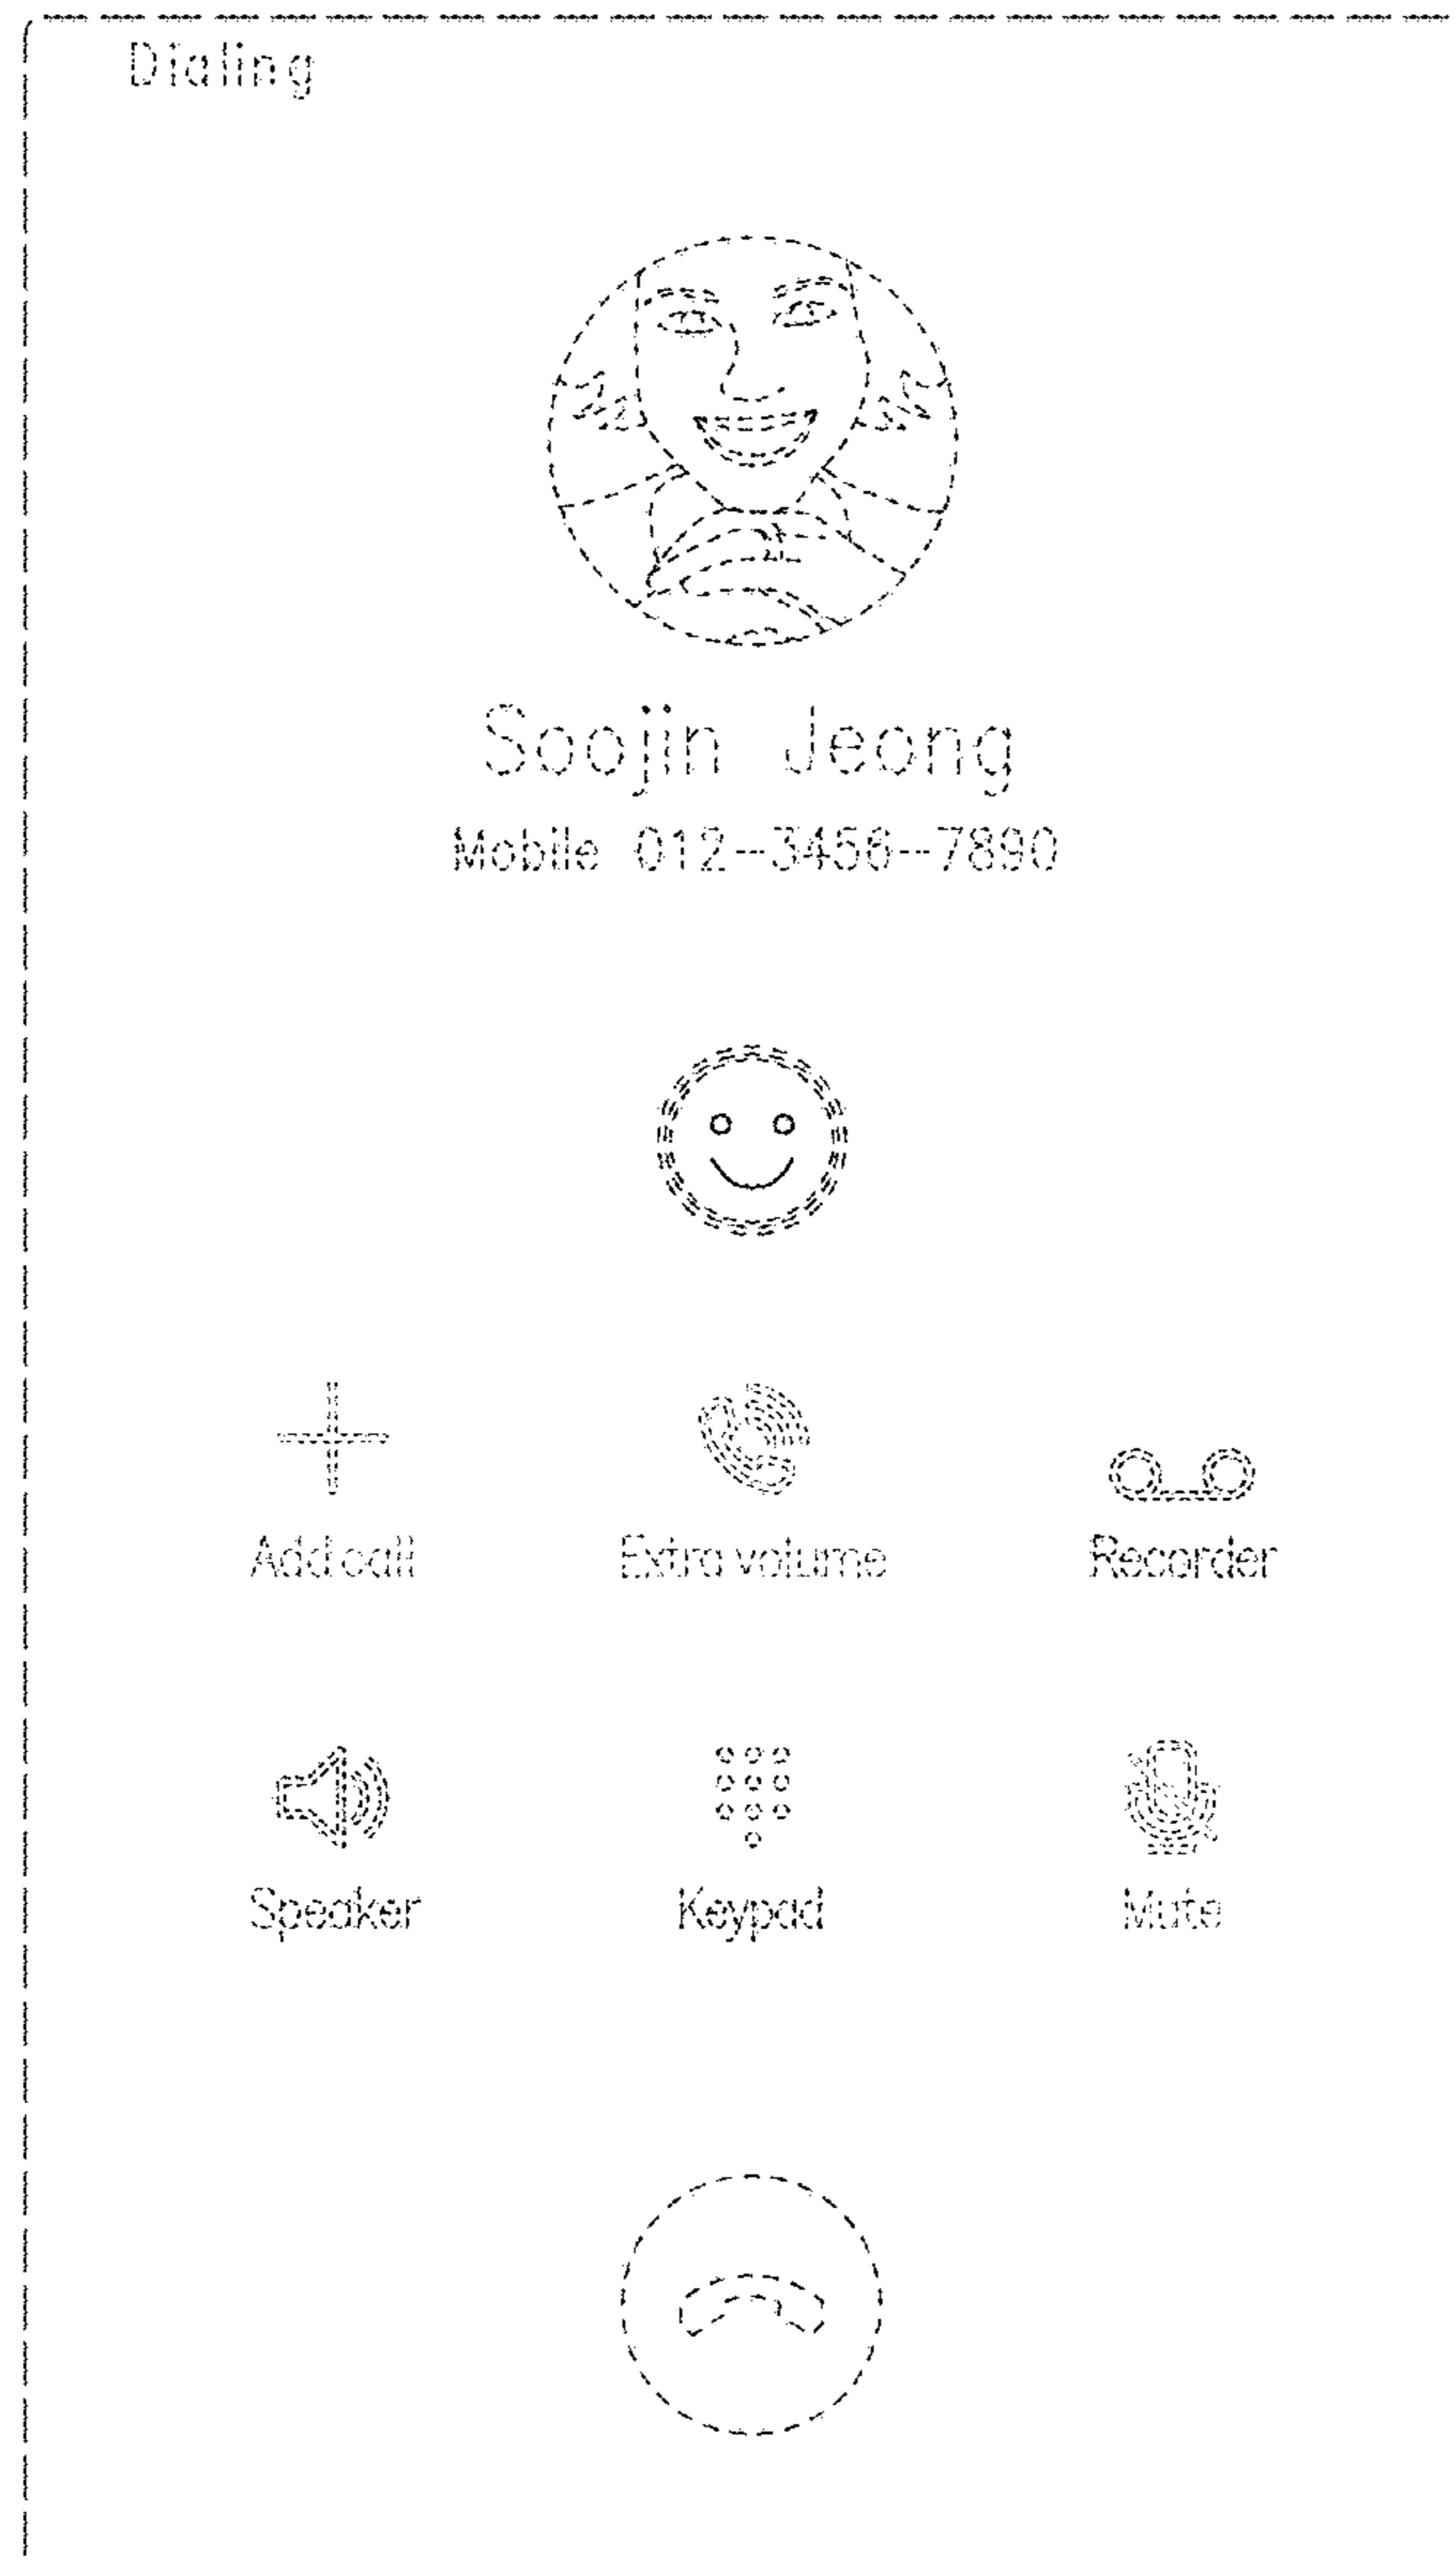 Dialing
Soojin Jeong
Mobile 012-3456-7890
Add call Extra volume Recorder
Speaker Keypad Mute